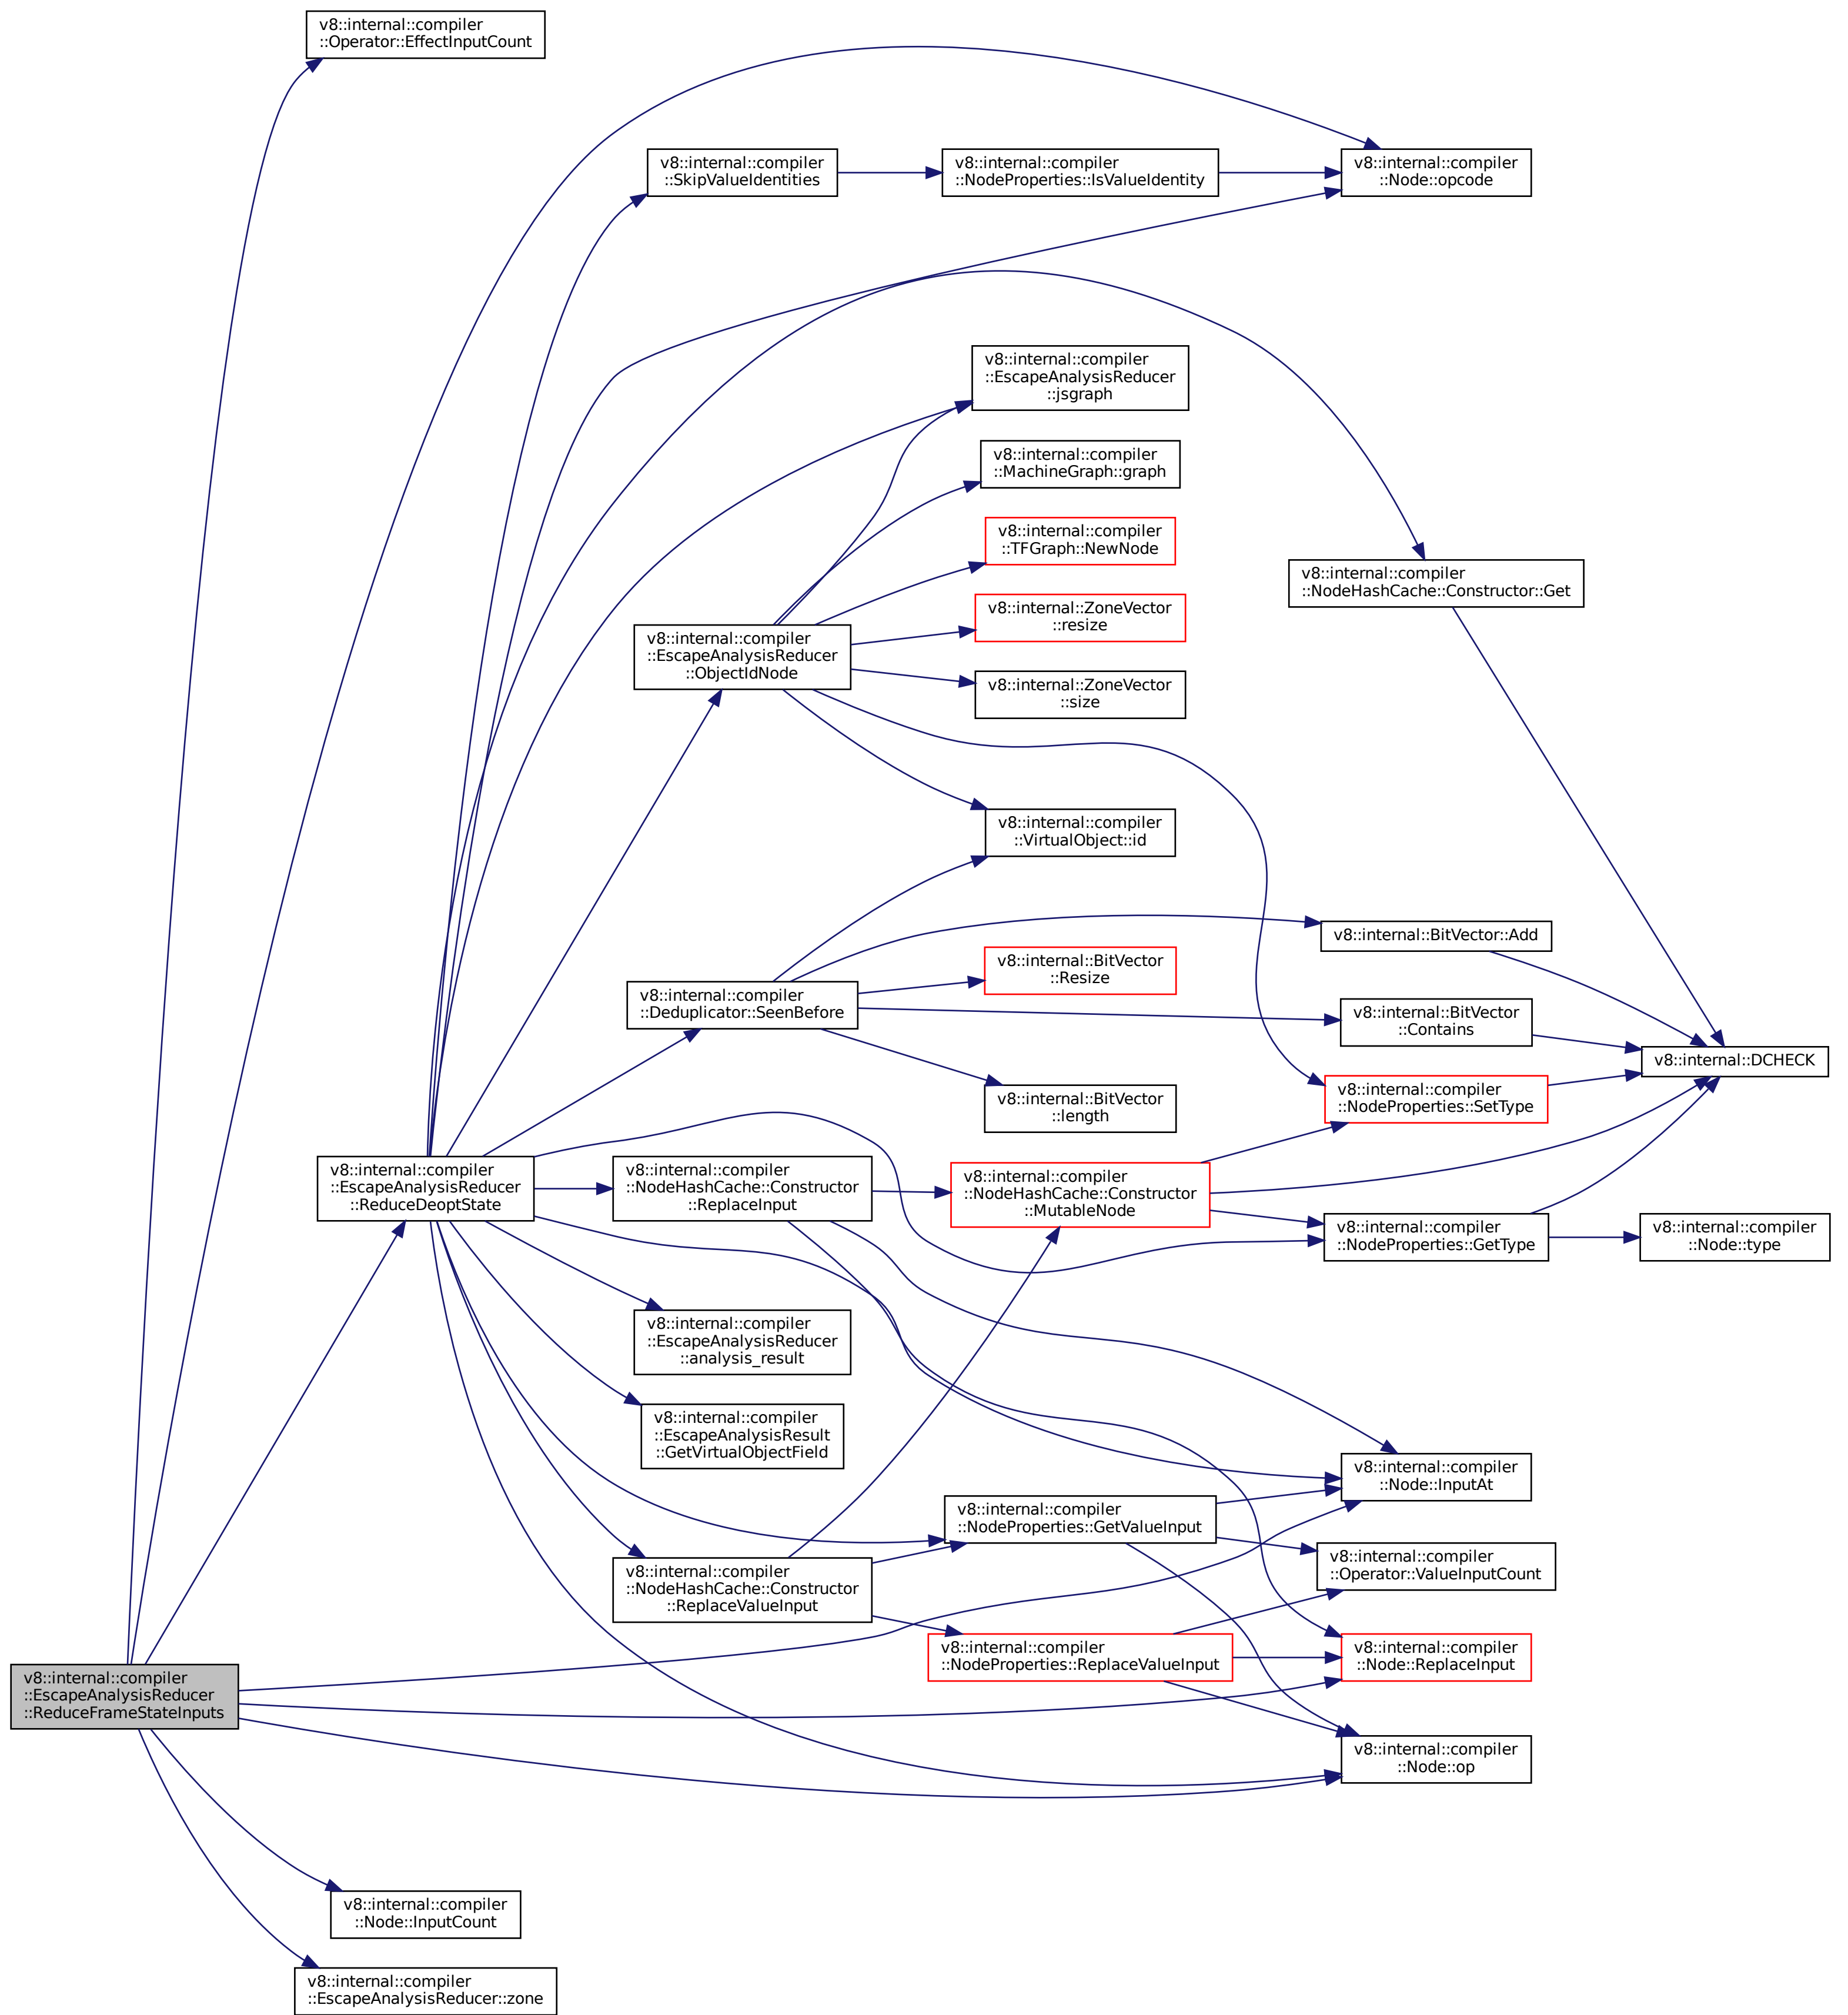 v8::internal::compiler
::Operator::EffectInputCount
v8::internal::compiler
::SkipValueIdentities
v8::internal::compiler
::NodeProperties::IsValueIdentity
v8::internal::compiler
::Node::opcode
v8::internal::compiler
::EscapeAnalysisReducer
::jsgraph
v8::internal::compiler
::MachineGraph::graph
v8::internal::compiler
::TFGraph::NewNode
v8::internal::compiler
::NodeHashCache::Constructor::Get
v8::internal::ZoneVector
::resize
v8::internal::compiler
::EscapeAnalysisReducer
::ObjectIdNode
v8::internal::ZoneVector
::size
v8::internal::compiler
::VirtualObject::id
v8::internal::BitVector::Add
v8::internal::BitVector
::Resize
v8::internal::compiler
::Deduplicator::SeenBefore
v8::internal::BitVector
::Contains
v8::internal::DCHECK
v8::internal::BitVector
::length
v8::internal::compiler
::NodeProperties::SetType
v8::internal::compiler
::EscapeAnalysisReducer
::ReduceDeoptState
v8::internal::compiler
::NodeHashCache::Constructor
::ReplaceInput
v8::internal::compiler
::NodeHashCache::Constructor
::MutableNode
v8::internal::compiler
::NodeProperties::GetType
v8::internal::compiler
::Node::type
v8::internal::compiler
::EscapeAnalysisReducer
::analysis_result
v8::internal::compiler
::EscapeAnalysisResult
::GetVirtualObjectField
v8::internal::compiler
::Node::InputAt
v8::internal::compiler
::NodeProperties::GetValueInput
v8::internal::compiler
::Operator::ValueInputCount
v8::internal::compiler
::NodeHashCache::Constructor
::ReplaceValueInput
v8::internal::compiler
::NodeProperties::ReplaceValueInput
v8::internal::compiler
::Node::ReplaceInput
v8::internal::compiler
::EscapeAnalysisReducer
::ReduceFrameStateInputs
v8::internal::compiler
::Node::op
v8::internal::compiler
::Node::InputCount
v8::internal::compiler
::EscapeAnalysisReducer::zone